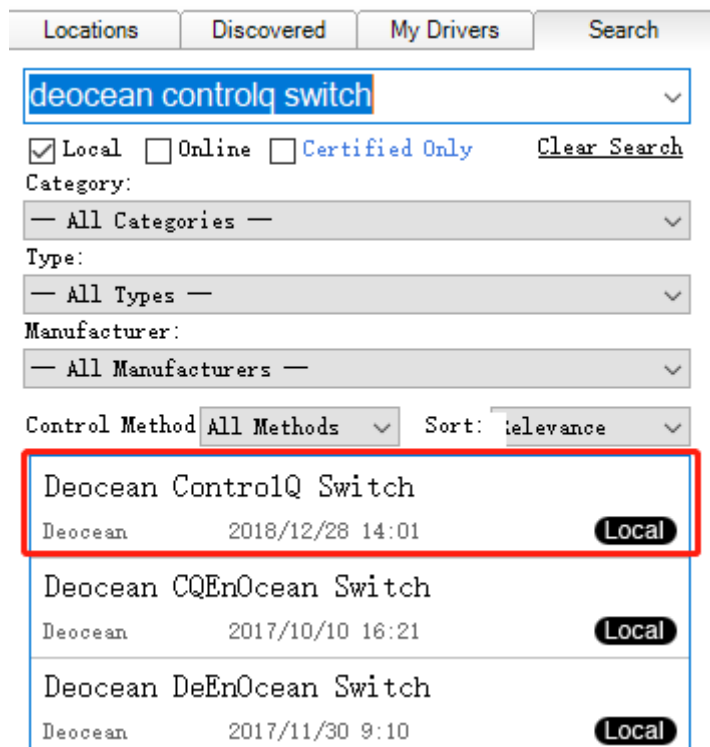 Locations Discovered My Drivers Search
deocean controlq switch
Local Online Certified Only Clear Search
Category:
— All Categories —
Type:
— All Types —
Manufacturer:
— All Manufacturers —
Control Method All Methods Sort: elevance
Deocean ControlQ Switch
Deocean 2018/12/28 14:01 Local
Deocean CQEnOcean Switch
Deocean 2017/10/10 16:21 Local
Deocean DeEnOcean Switch
Deocean 2017/11/30 9:10 Local